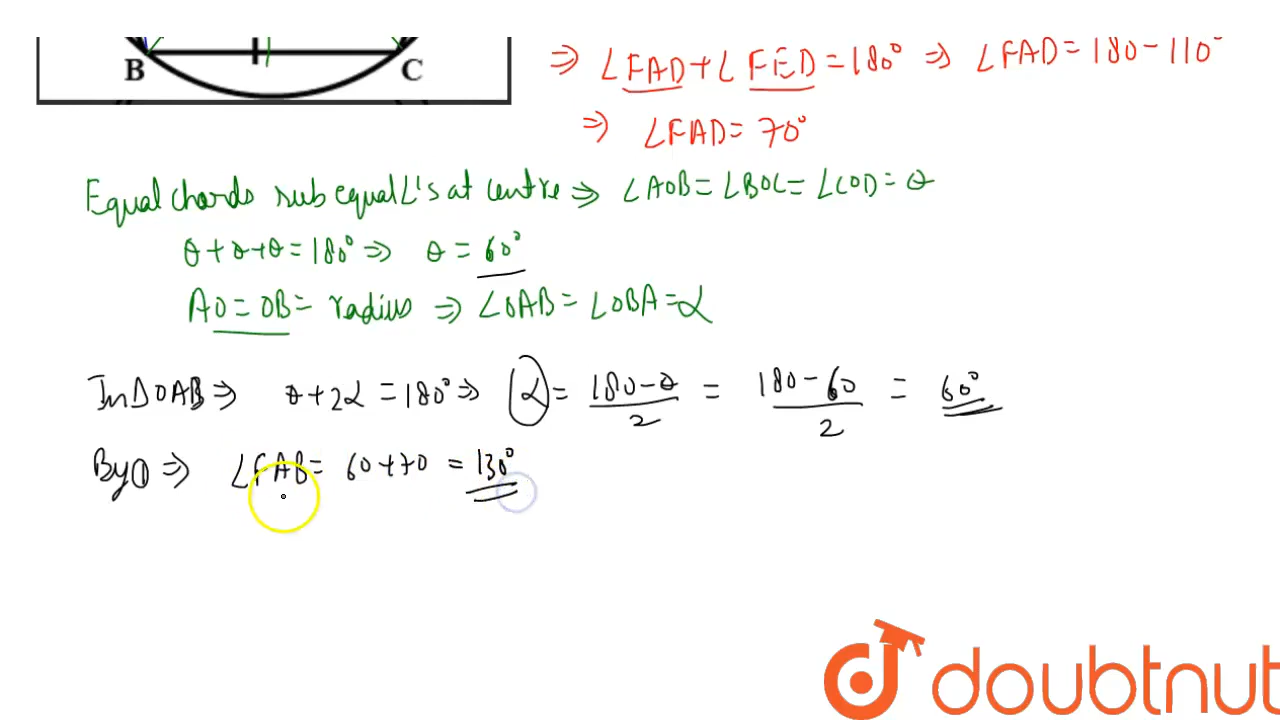 B C
⇒ ∠FAD + ∠FED = 180° ⇒ ∠FAD = 180 - 110°
⇒ ∠FAD = 70°
Equal chords sub equal ∠'s at centre ⇒ ∠AOB = ∠BOC = ∠COD = θ
θ + θ + θ = 180° ⇒ θ = 60°
AO = OB = radius ⇒ ∠OAB = ∠OBA = α
In △OAB ⇒ θ + 2α = 180° ⇒ α = (180 - θ)/2 = (180 - 60)/2 = 60°
By ① ⇒ ∠FAB = 60 + 70 = 130°
doubtnut